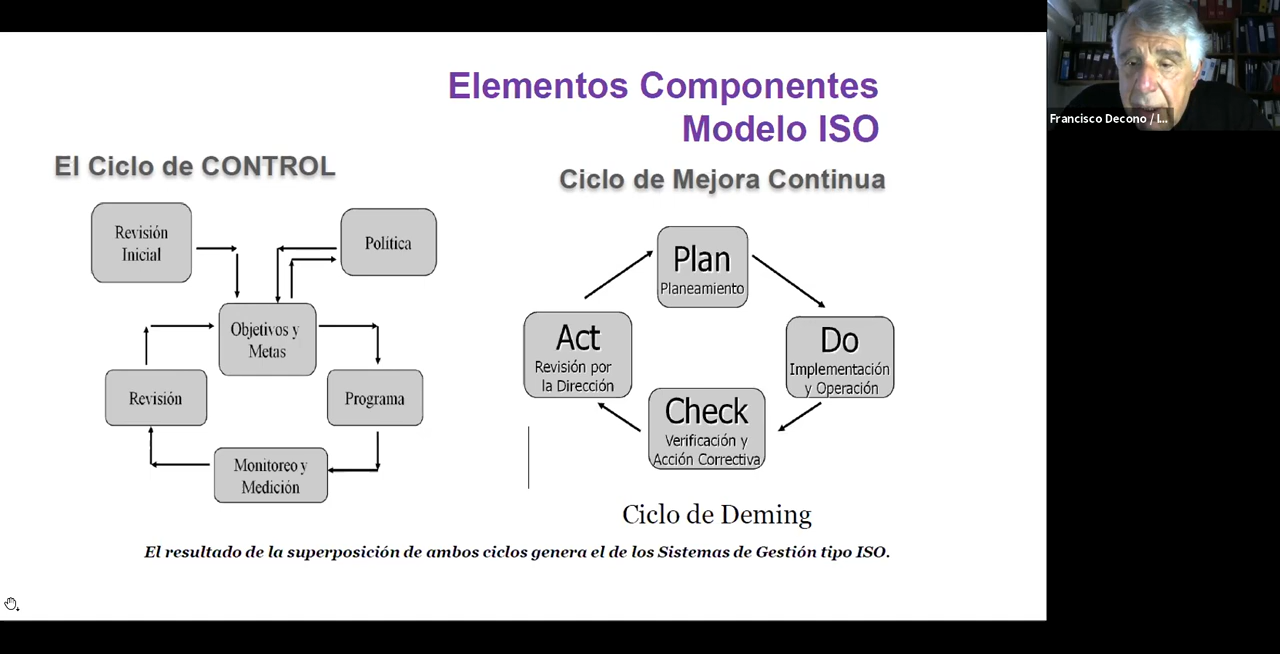 Elementos Componentes
Modelo ISO
El Ciclo de CONTROL
Ciclo de Mejora Continua
Revisión
Inicial
Política
Objetivos y
Metas
Revisión
Programa
Monitoreo y
Medición
Plan
Planeamiento
Act
Revisión por
la Dirección
Do
Implementación
y Operación
Check
Verificación y
Acción Correctiva
Ciclo de Deming
El resultado de la superposición de ambos ciclos genera el de los Sistemas de Gestión tipo ISO.
Francisco Decono / I...